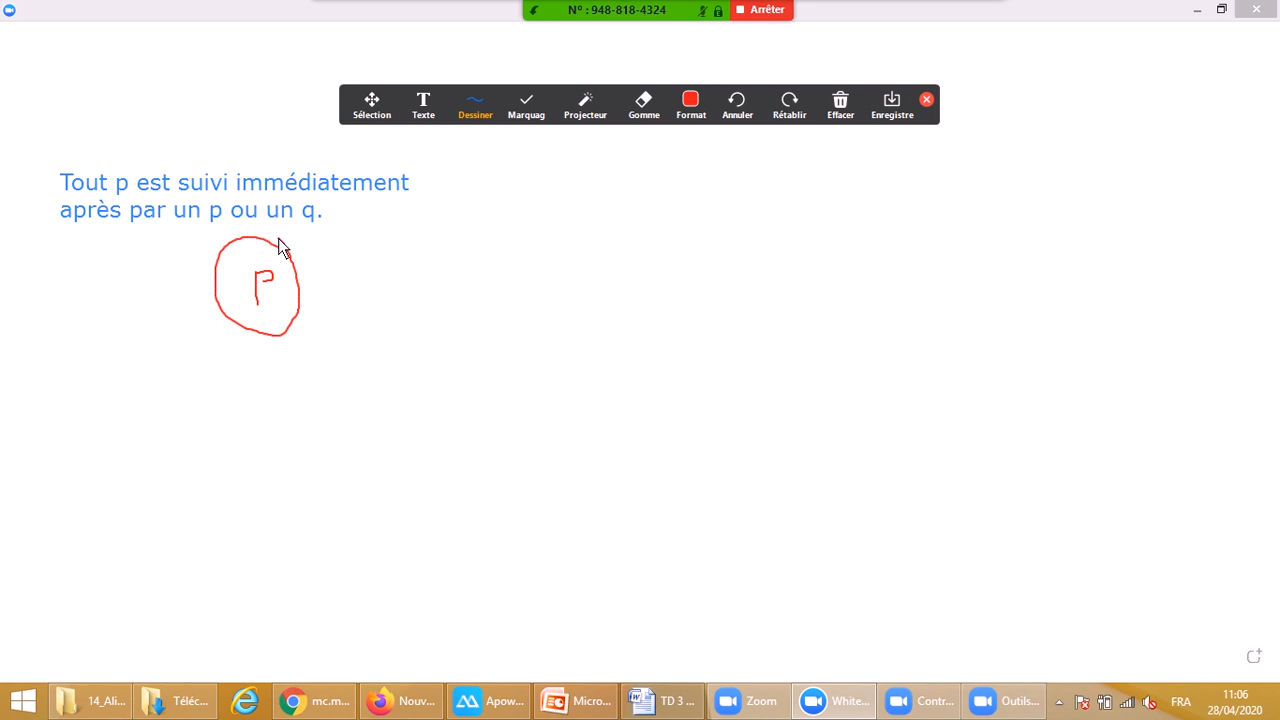 N° : 948-818-4324 Arrêter
Sélection Texte Dessiner Marquag Projecteur Gomme Format Annuler Rétablir Effacer Enregistre
Tout p est suivi immédiatement
après par un p ou un q.
P
14_Ali... Téléc... mc.m... Nouv... Apow... Micro... TD 3 ... Zoom White... Contr... Outils... FRA 11:06
28/04/2020